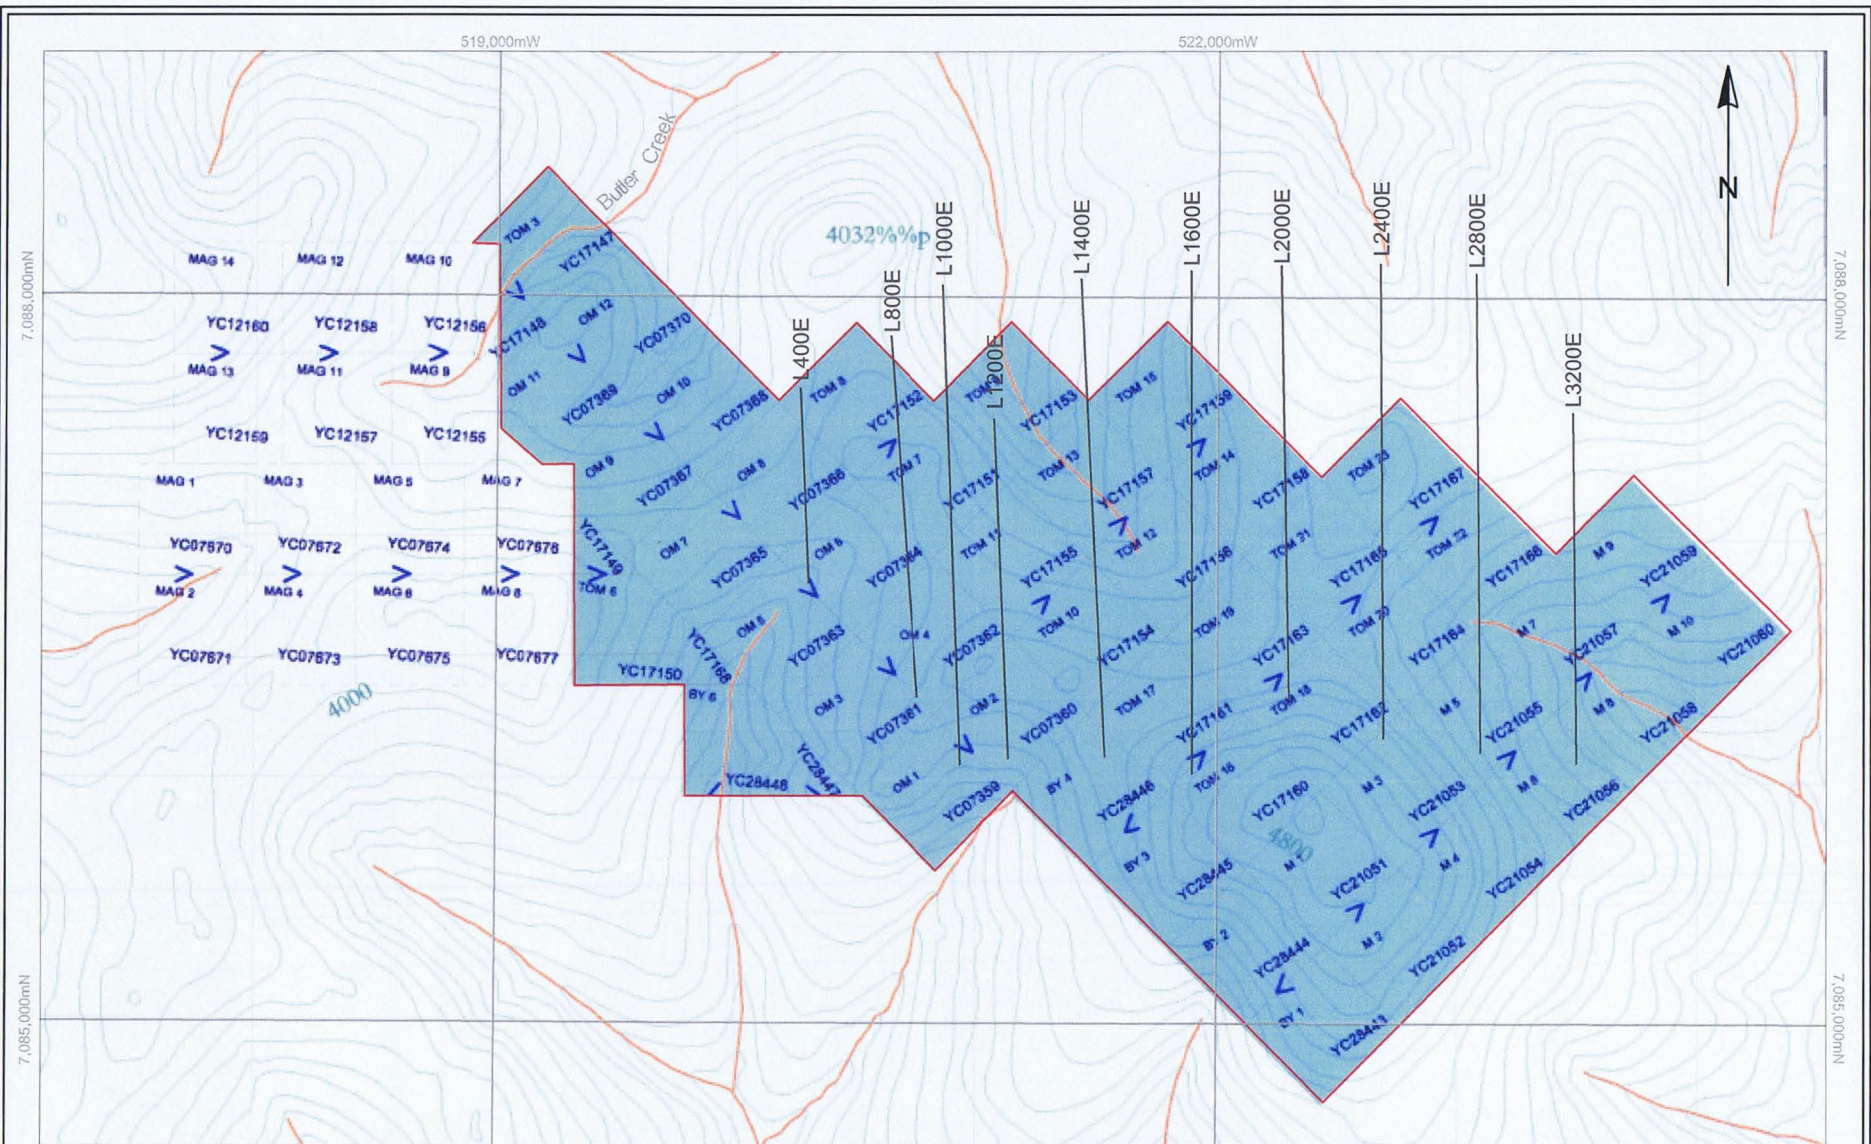 519,000mW
522,000mW
Butler Creek
N
7,088,000mN
7,088,000mN
4032%%p
L400E
L800E
L1000E
L1200E
L1400E
L1600E
L2000E
L2400E
L2800E
L3200E
TOM 3
YC17147
MAG 14
MAG 12
MAG 10
YC12160
YC12158
YC12156
MAG 13
MAG 11
MAG 9
YC12159
YC12157
YC12155
MAG 1
MAG 3
MAG 5
MAG 7
YC07670
YC07672
YC07674
YC07676
MAG 2
MAG 4
MAG 6
MAG 8
YC07671
YC07673
YC07675
YC07677
4000
YC17148
OM 12
YC07370
OM 11
YC07369
OM 10
YC07368
OM 9
YC07367
OM 8
YC07366
YC17149
TOM 6
OM 7
YC07365
OM 6
YC07364
YC17150
YC17168
OM 5
YC07363
OM 4
YC07362
BY 6
OM 3
YC07361
OM 2
YC07360
YC28448
YC28447
OM 1
YC07359
BY 4
TOM 8
YC17152
TOM 7
YC17151
TOM 11
YC17155
TOM 10
YC17154
TOM 17
YC17161
TOM 16
YC17160
YC17153
TOM 13
YC17157
TOM 12
YC17156
TOM 19
YC17163
TOM 18
YC17162
TOM 15
YC17159
TOM 14
YC17158
TOM 21
YC17165
TOM 20
YC17164
TOM 23
YC17167
TOM 22
YC17166
M 9
YC21059
M 10
YC21060
M 7
YC21057
M 8
YC21058
M 5
YC21055
M 6
YC21056
M 3
YC21053
M 4
YC21054
YC21051
M 2
YC21052
4800
YC28446
BY 3
YC28445
BY 2
YC28444
BY 1
YC28443
7,085,000mN
7,085,000mN